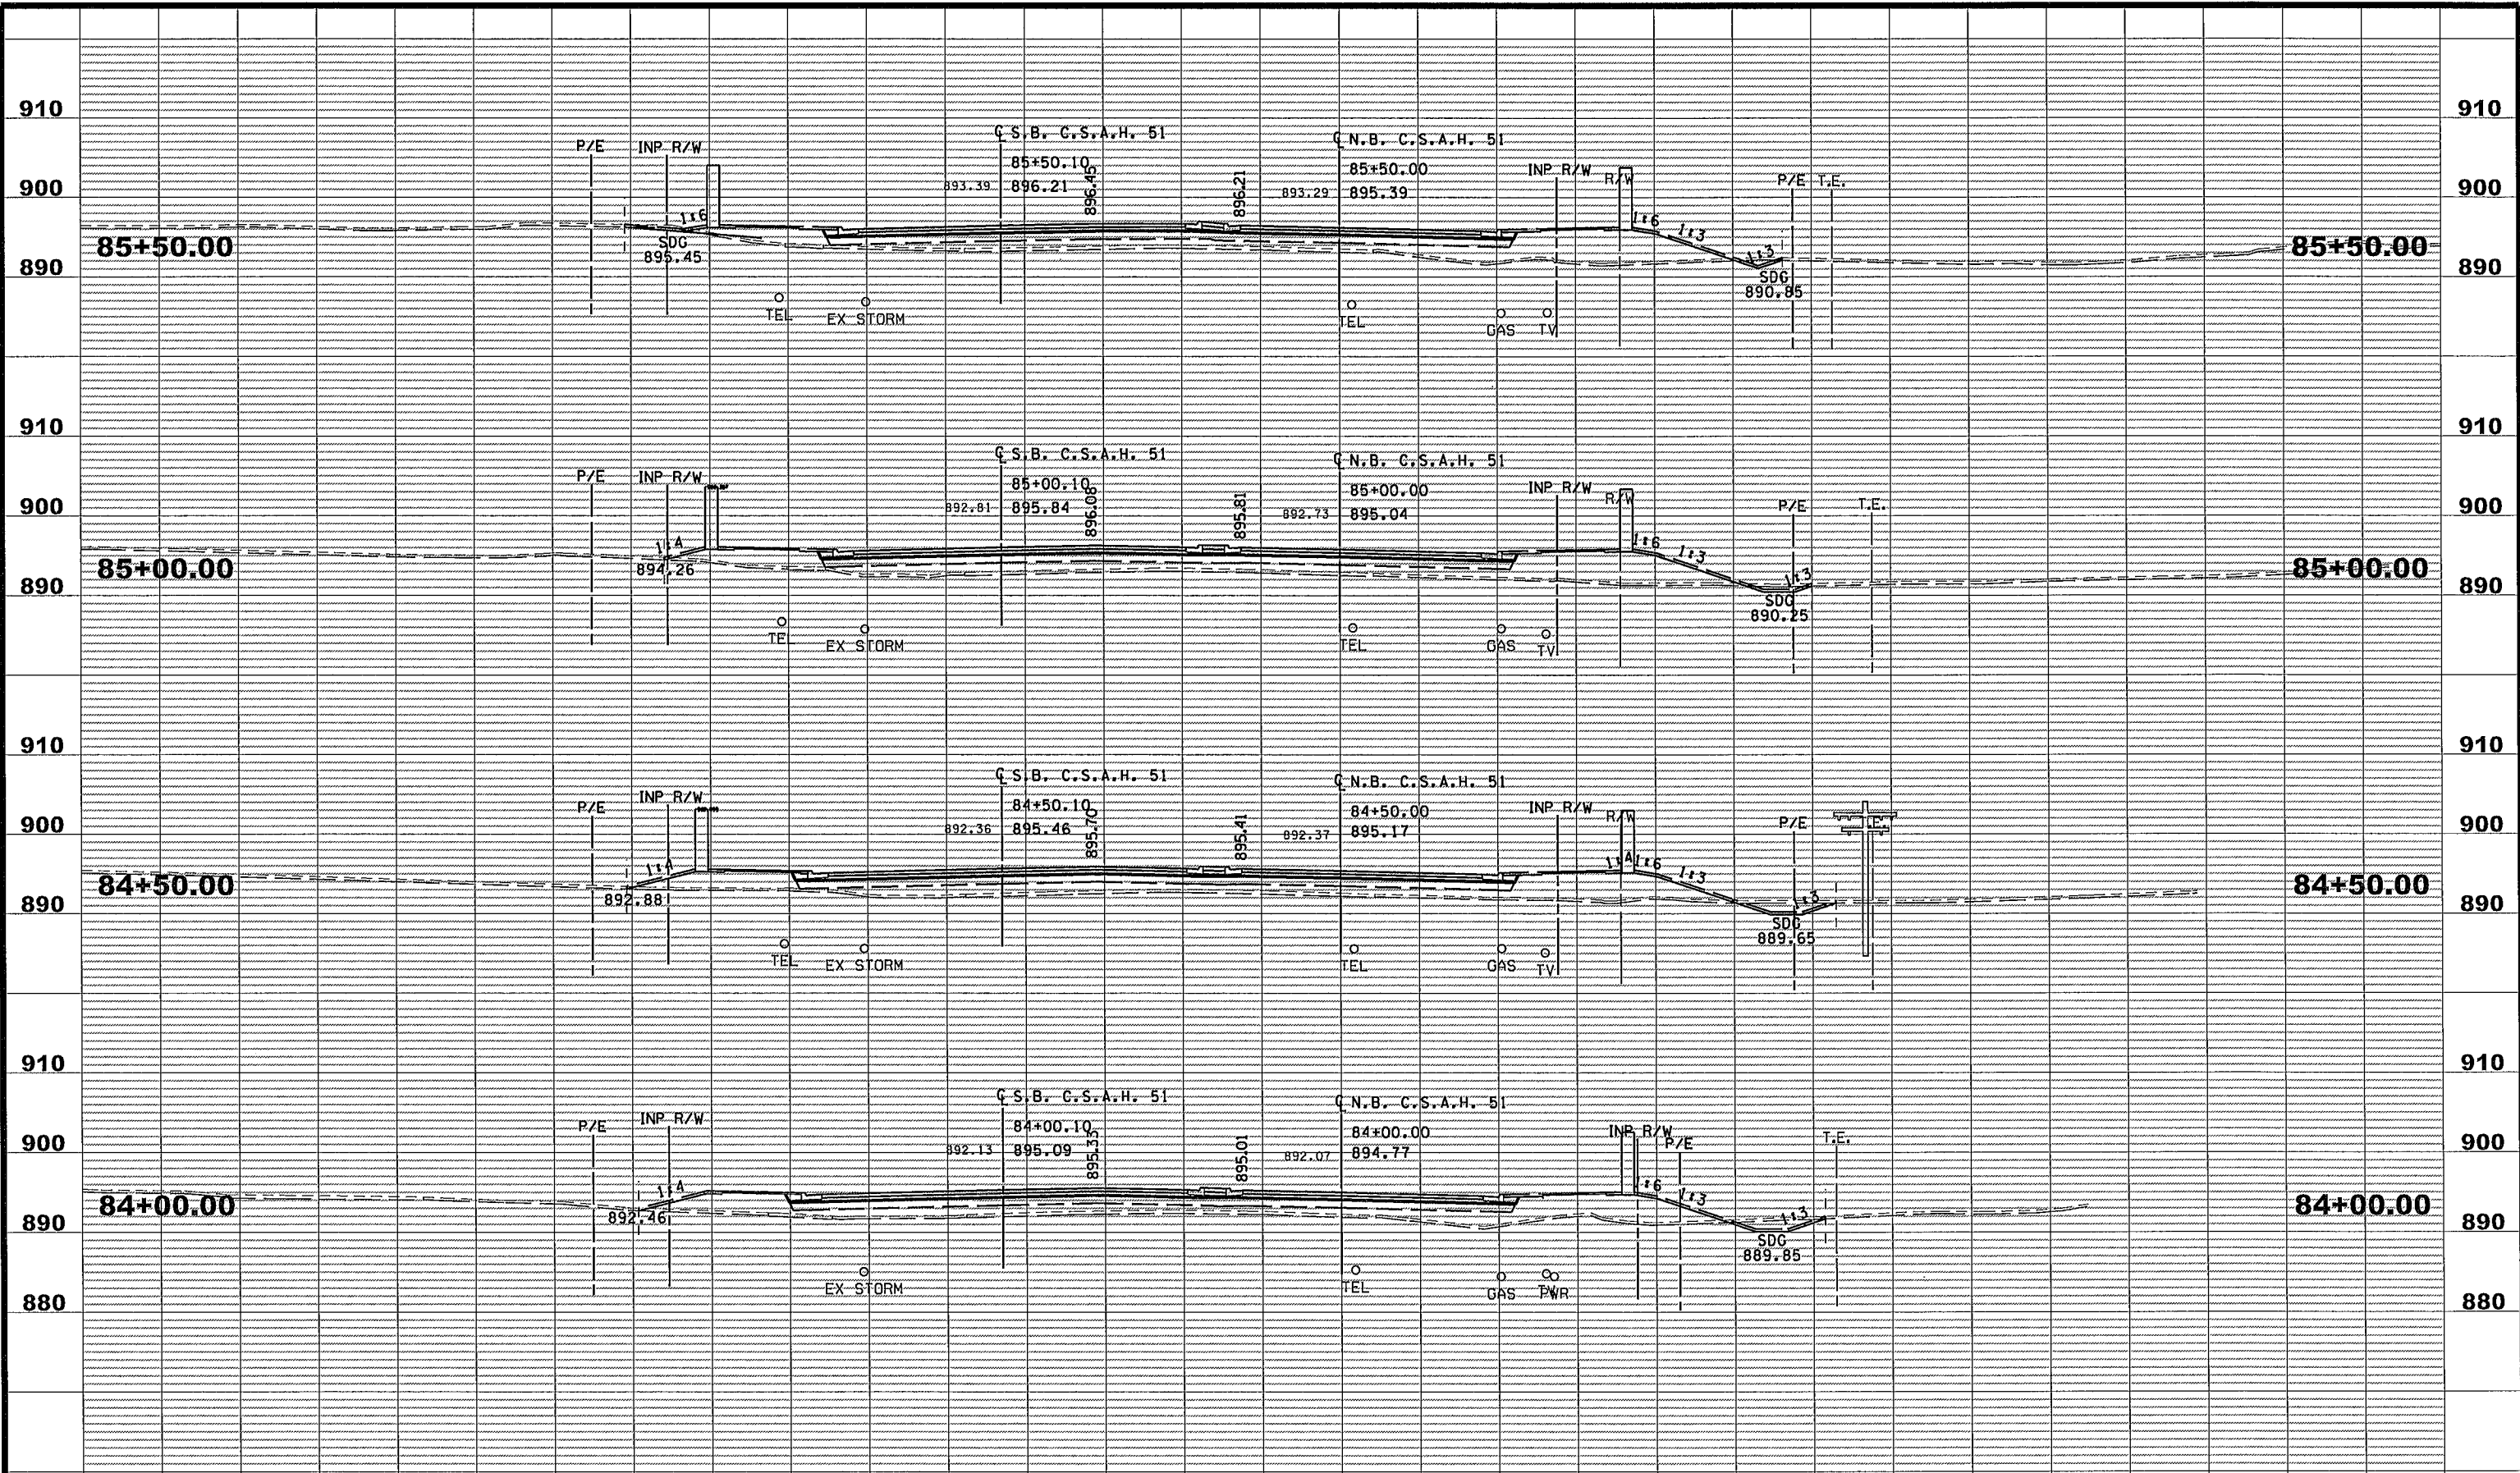 910 910
℄ S.B. C.S.A.H. 51 ℄ N.B. C.S.A.H. 51
P/E INP R/W 85+50.10 896.45 896.21 85+50.00 INP R/W R/W P/E T.E.
900 893.39 896.21 893.29 895.39 900
1:6 1:6 1:3 1:3
85+50.00 SDG 85+50.00
895.45 SDG
890 890.85 890
TEL EX STORM TEL GAS TV
910 910
℄ S.B. C.S.A.H. 51 ℄ N.B. C.S.A.H. 51
P/E INP R/W 85+00.10 896.08 895.81 85+00.00 INP R/W R/W P/E T.E.
900 892.81 895.84 892.73 895.04 900
1:4 1:6 1:3 1:3
85+00.00 894.26 85+00.00
890 SDG 890
890.25
TEL EX STORM TEL GAS TV
910 910
℄ S.B. C.S.A.H. 51 ℄ N.B. C.S.A.H. 51
P/E INP R/W 84+50.10 895.70 895.41 84+50.00 INP R/W R/W P/E T.E.
900 892.36 895.46 892.37 895.17 900
1:4 1:4 1:6 1:3 1:3
84+50.00 892.88 84+50.00
890 SDG 890
889.65
TEL EX STORM TEL GAS TV
910 910
℄ S.B. C.S.A.H. 51 ℄ N.B. C.S.A.H. 51
P/E INP R/W 84+00.10 895.33 895.01 84+00.00 INP R/W P/E T.E.
900 892.13 895.09 892.07 894.77 900
1:4 1:6 1:3 1:3
84+00.00 892.46 84+00.00
890 SDG 890
889.85
EX STORM TEL GAS TV PWR
880 880